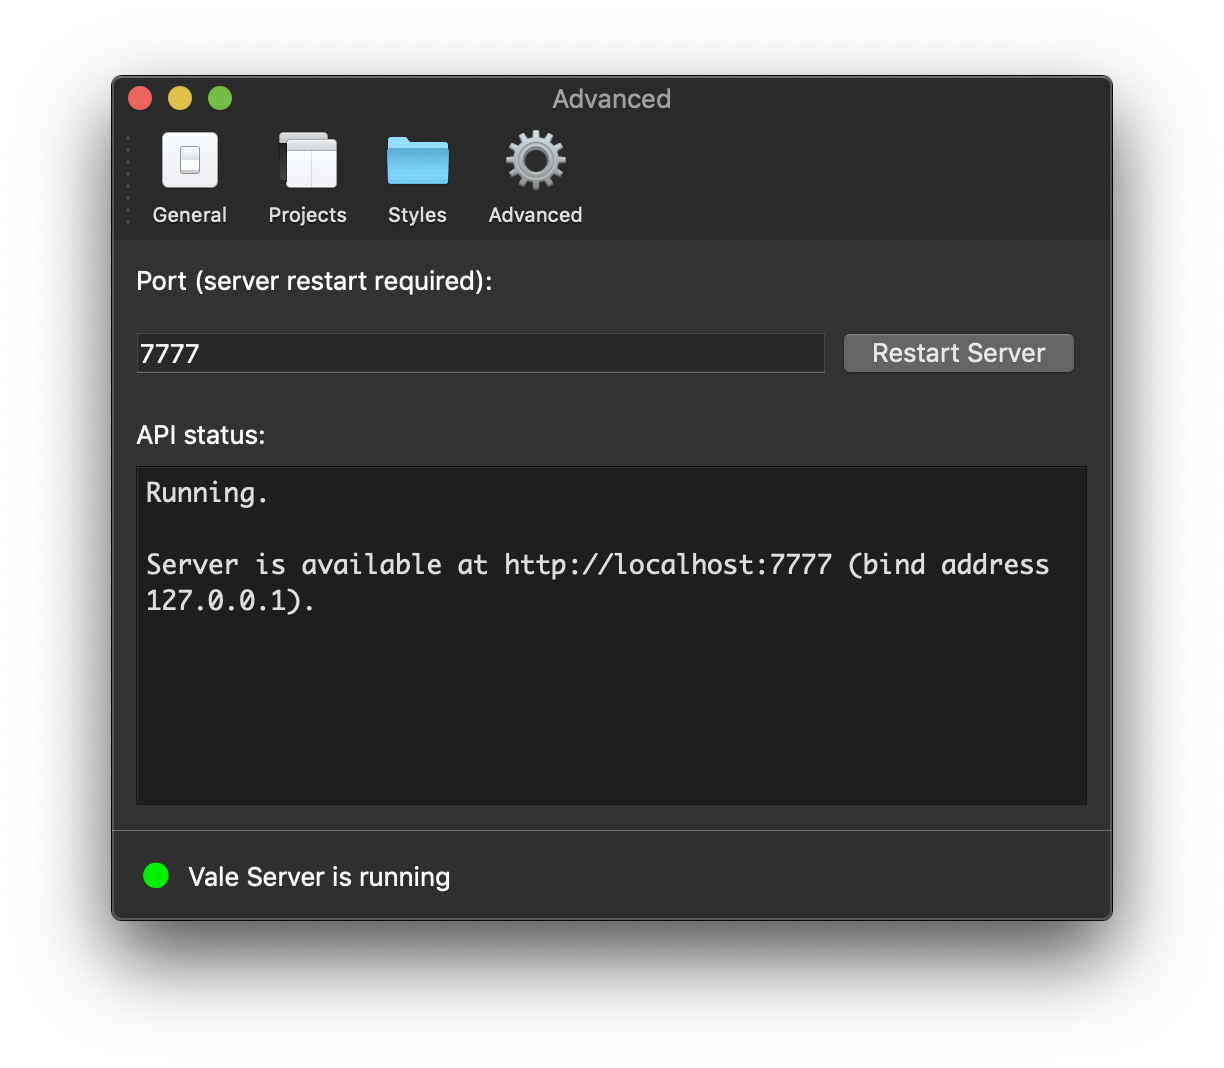 Advanced
General Projects Styles Advanced
Port (server restart required):
7777 Restart Server
API status:
Running.
Server is available at http://localhost:7777 (bind address
127.0.0.1).
Vale Server is running